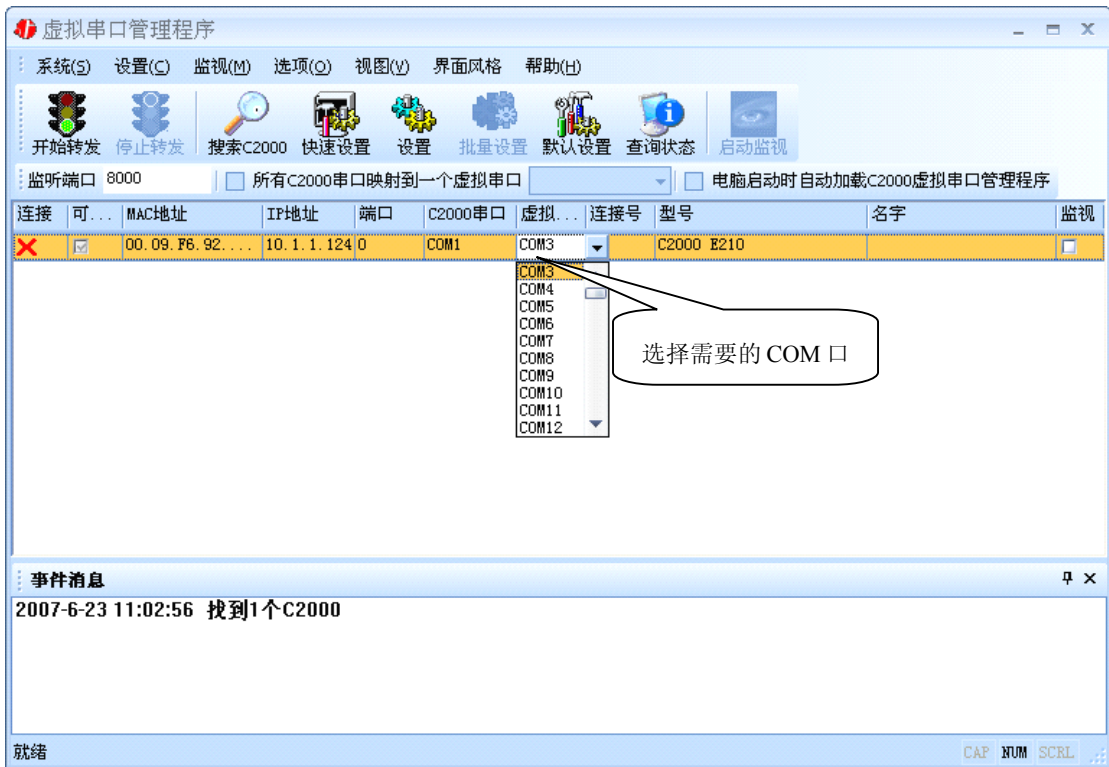 虚拟串口管理程序
系统(S) 设置(C) 监视(M) 选项(O) 视图(V) 界面风格 帮助(H)
开始转发 停止转发 搜索C2000 快速设置 设置 批量设置 默认设置 查询状态 启动监视
监听端口 8000 所有C2000串口映射到一个虚拟串口 电脑启动时自动加载C2000虚拟串口管理程序
连接 可... MAC地址 IP地址 端口 C2000串口 虚拟... 连接号 型号 名字 监视
00.09.F6.92.... 10.1.1.124 0 COM1 COM3 C2000 E210
COM3
COM4
COM5
COM6
COM7
COM8
COM9
COM10
COM11
COM12
选择需要的 COM 口
事件消息
2007-6-23 11:02:56 找到1个C2000
就绪 CAP NUM SCRL